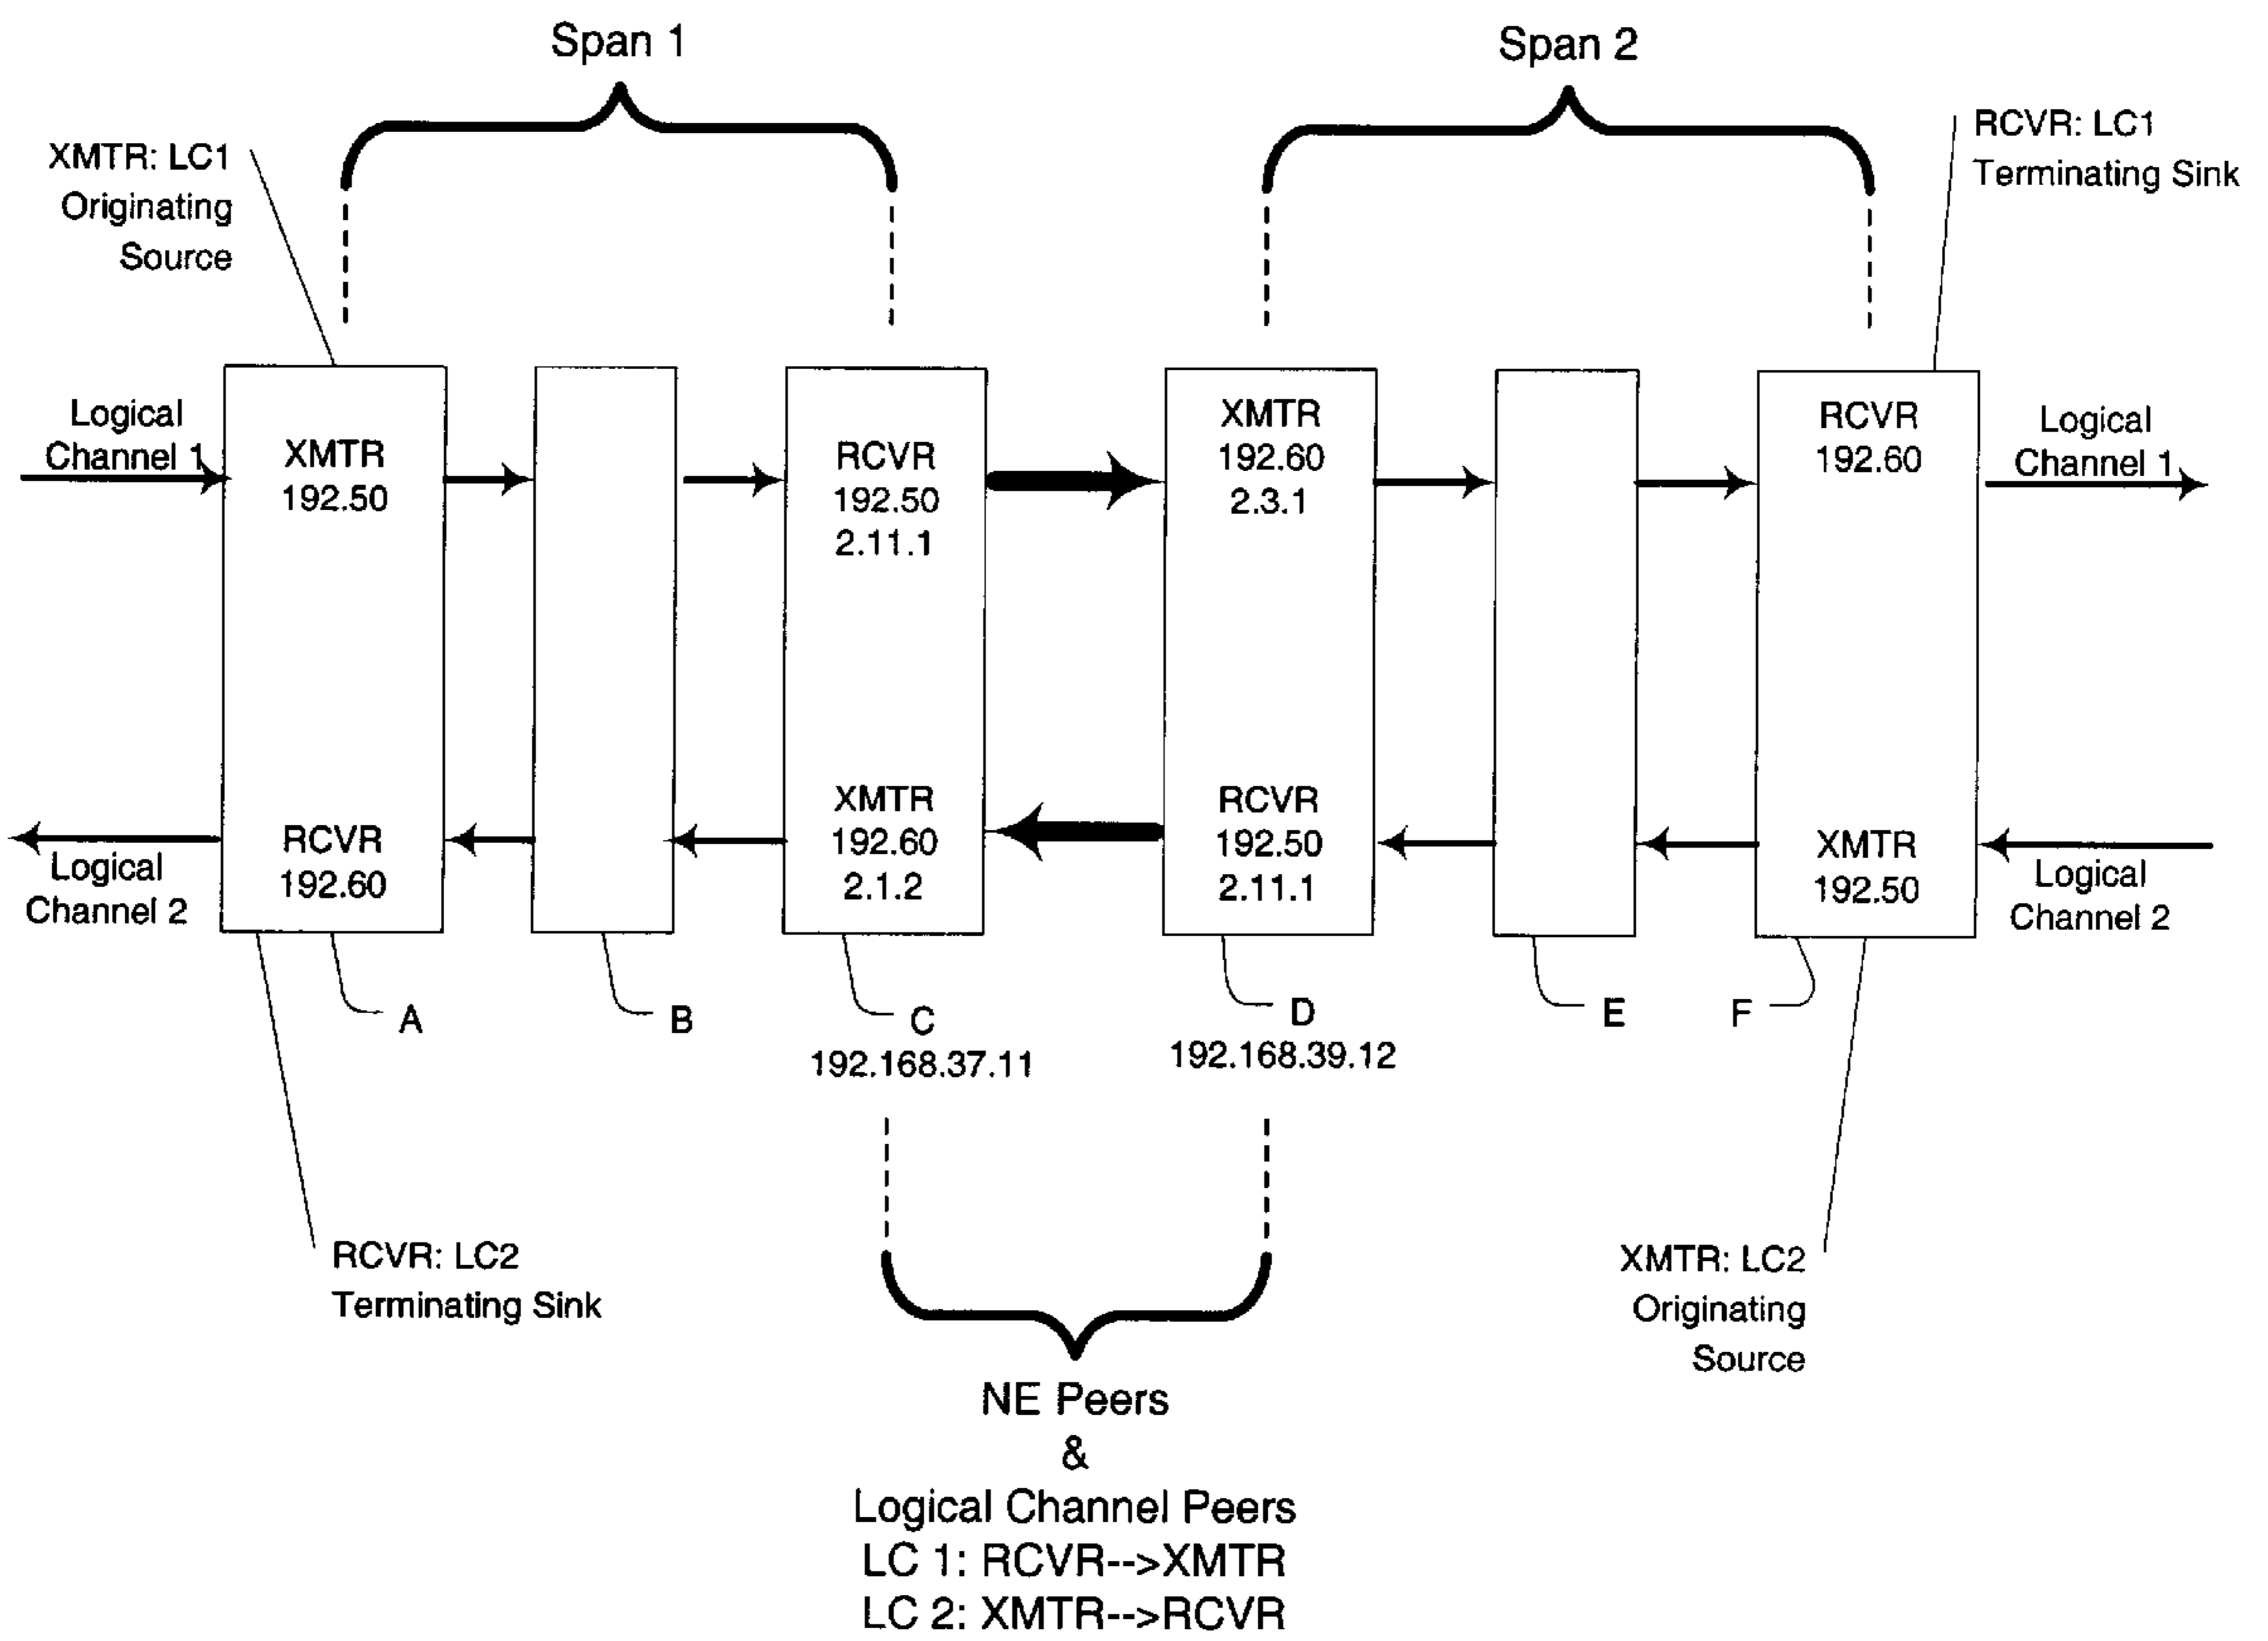 Span 1
Span 2
XMTR: LC1
Originating
Source
RCVR: LC1
Terminating Sink
Logical
Channel 1
XMTR
192.50
RCVR
192.50
2.11.1
XMTR
192.60
2.3.1
RCVR
192.60
Logical
Channel 1
Logical
Channel 2
RCVR
192.60
XMTR
192.60
2.1.2
RCVR
192.50
2.11.1
XMTR
192.50
Logical
Channel 2
A
B
C
192.168.37.11
D
192.168.39.12
E
F
RCVR: LC2
Terminating Sink
XMTR: LC2
Originating
Source
NE Peers
&
Logical Channel Peers
LC 1: RCVR-->XMTR
LC 2: XMTR-->RCVR